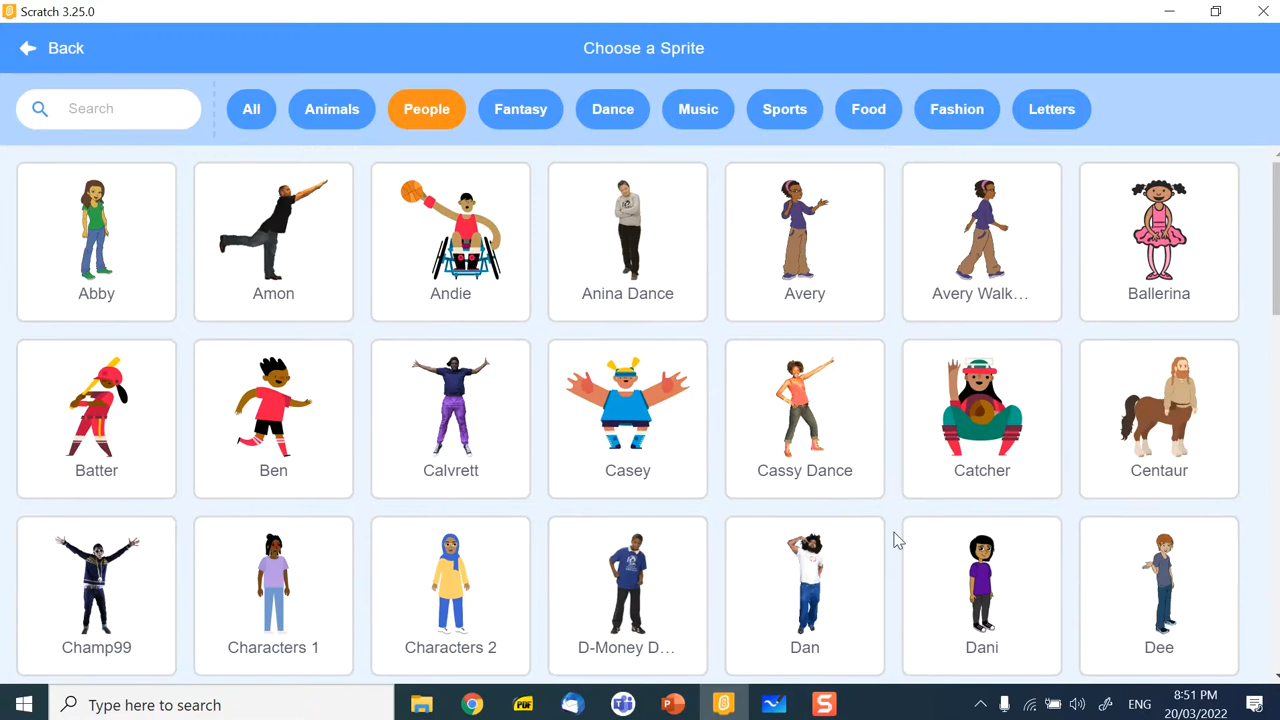 Scratch 3.25.0
Back
Choose a Sprite
Search
All
Animals
People
Fantasy
Dance
Music
Sports
Food
Fashion
Letters
Abby
Amon
Andie
Anina Dance
Avery
Avery Walk…
Ballerina
Batter
Ben
Calvrett
Casey
Cassy Dance
Catcher
Centaur
Champ99
Characters 1
Characters 2
D-Money D…
Dan
Dani
Dee
Type here to search
PDF
P
S
ENG
8:51 PM
20/03/2022